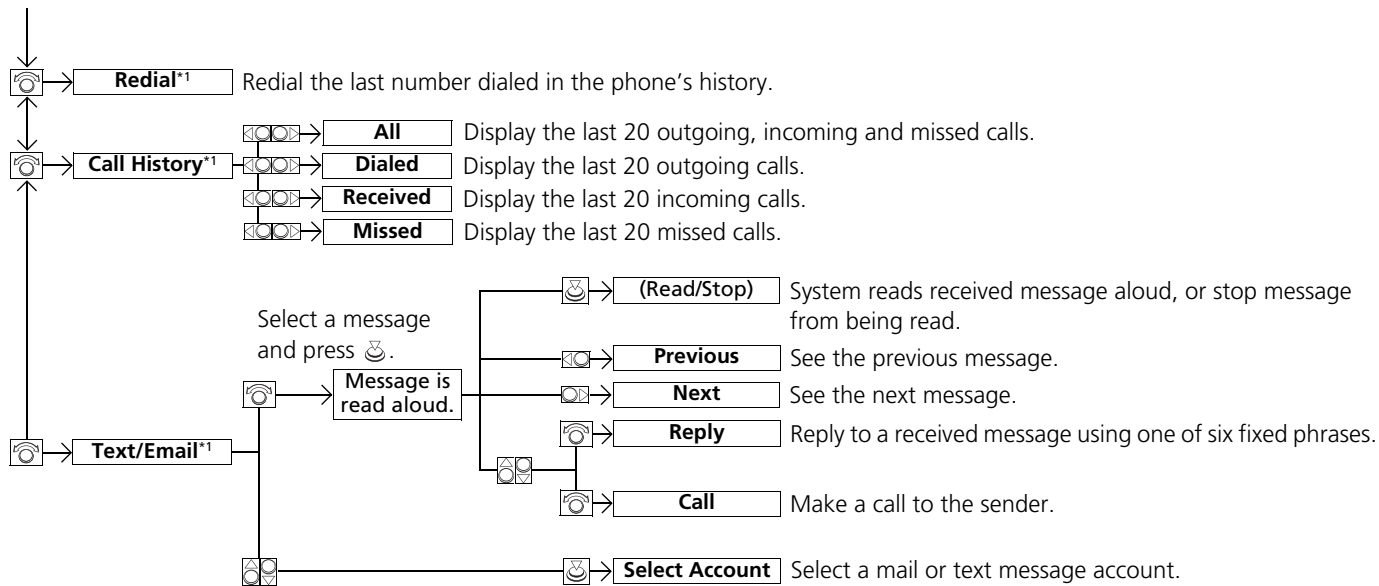 Redial*1 Redial the last number dialed in the phone’s history.
All Display the last 20 outgoing, incoming and missed calls.
Call History*1 Dialed Display the last 20 outgoing calls.
Received Display the last 20 incoming calls.
Missed Display the last 20 missed calls.
(Read/Stop) System reads received message aloud, or stop message
from being read.
Select a message
and press .
Previous See the previous message.
Message is
read aloud.
Next See the next message.
Reply Reply to a received message using one of six fixed phrases.
Text/Email*1
Call Make a call to the sender.
Select Account Select a mail or text message account.